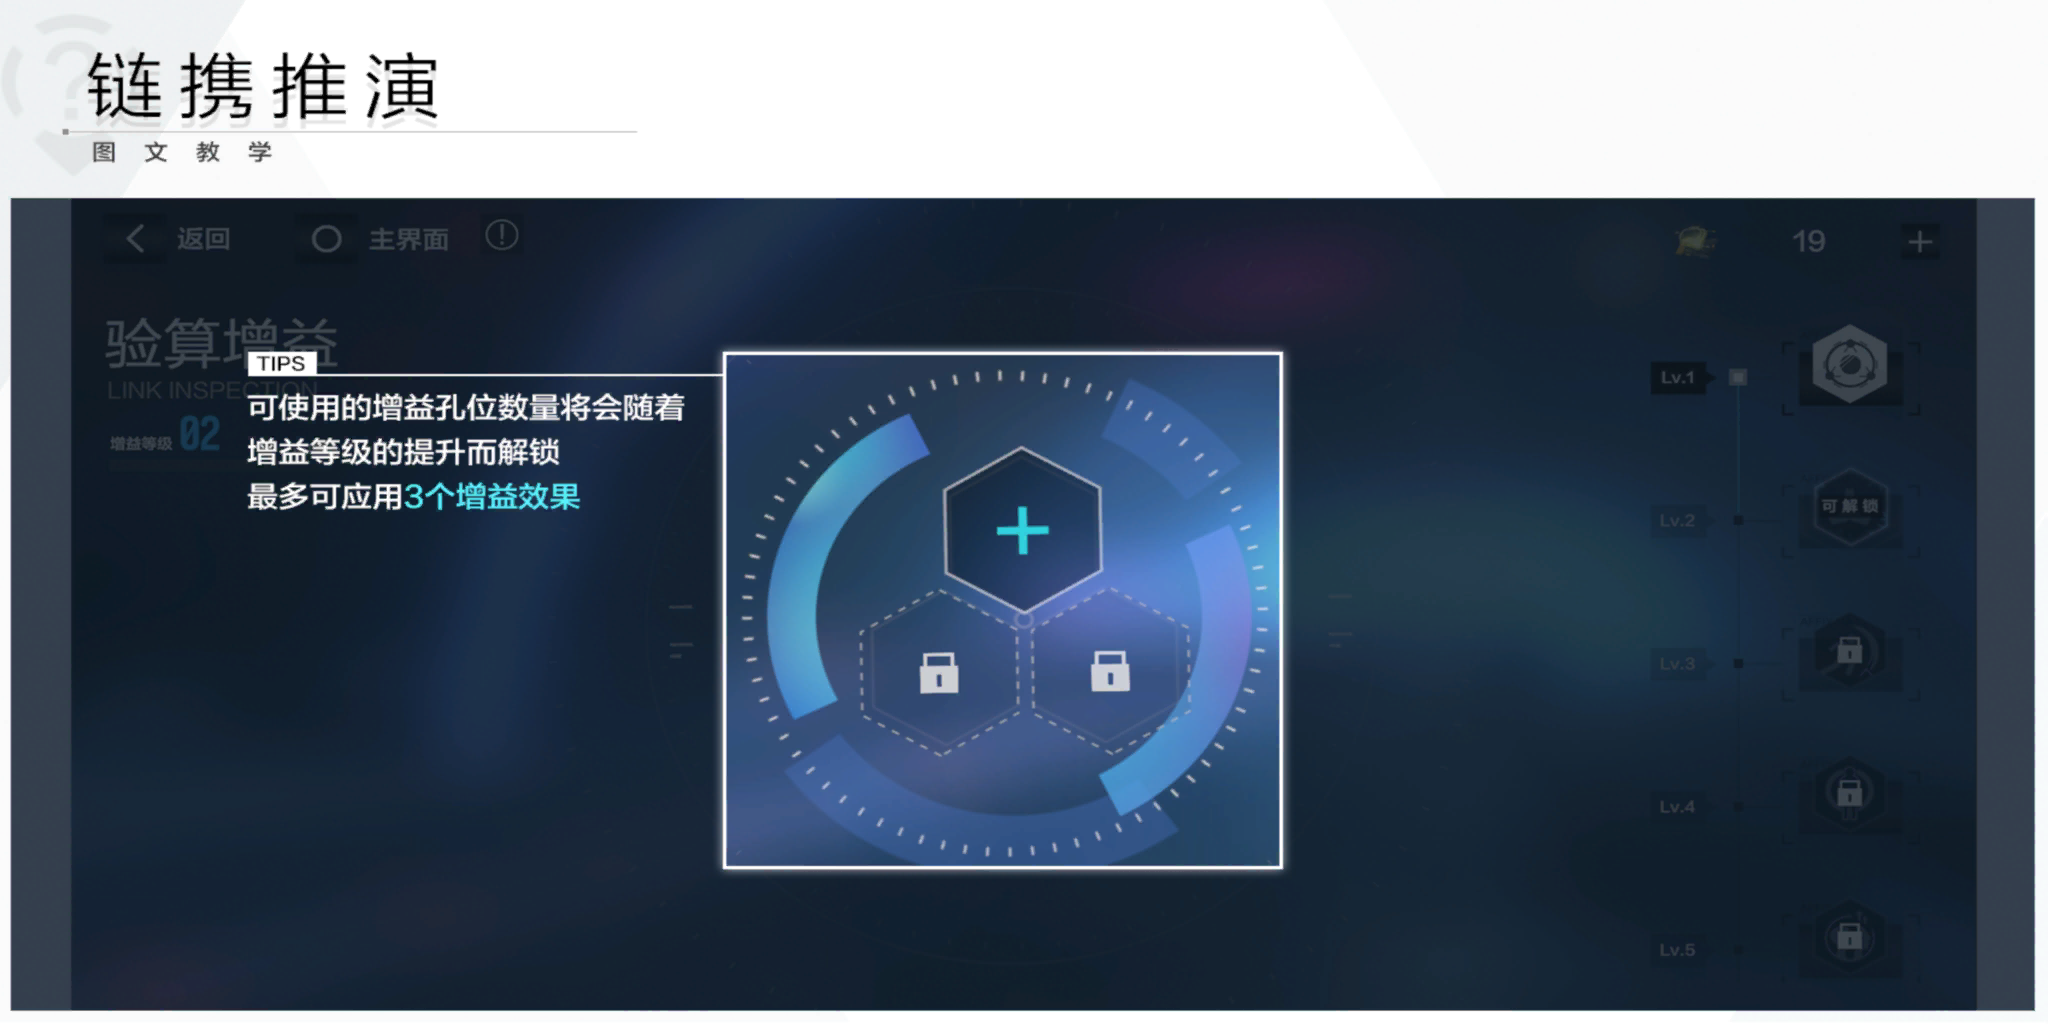 链携推演
图文教学
返回
主界面
19
验算增益
LINK INSPECTION
增益等级 02
TIPS
可使用的增益孔位数量将会随着
增益等级的提升而解锁
最多可应用3个增益效果
Lv.1
Lv.2
可解锁
Lv.3
Lv.4
Lv.5